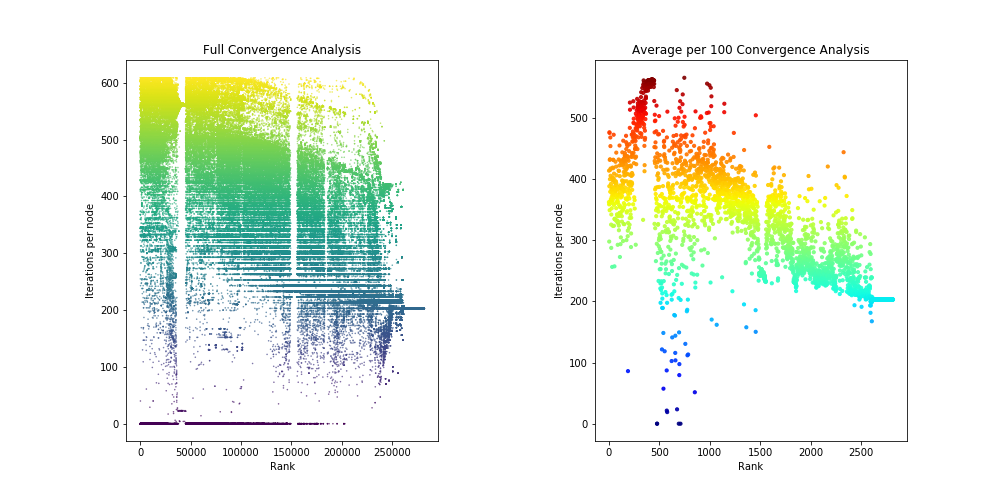 Full Convergence Analysis
Iterations per node
600
500
400
300
200
100
0
0 50000 100000 150000 200000 250000
Rank
Average per 100 Convergence Analysis
Iterations per node
500
400
300
200
100
0
0 500 1000 1500 2000 2500
Rank